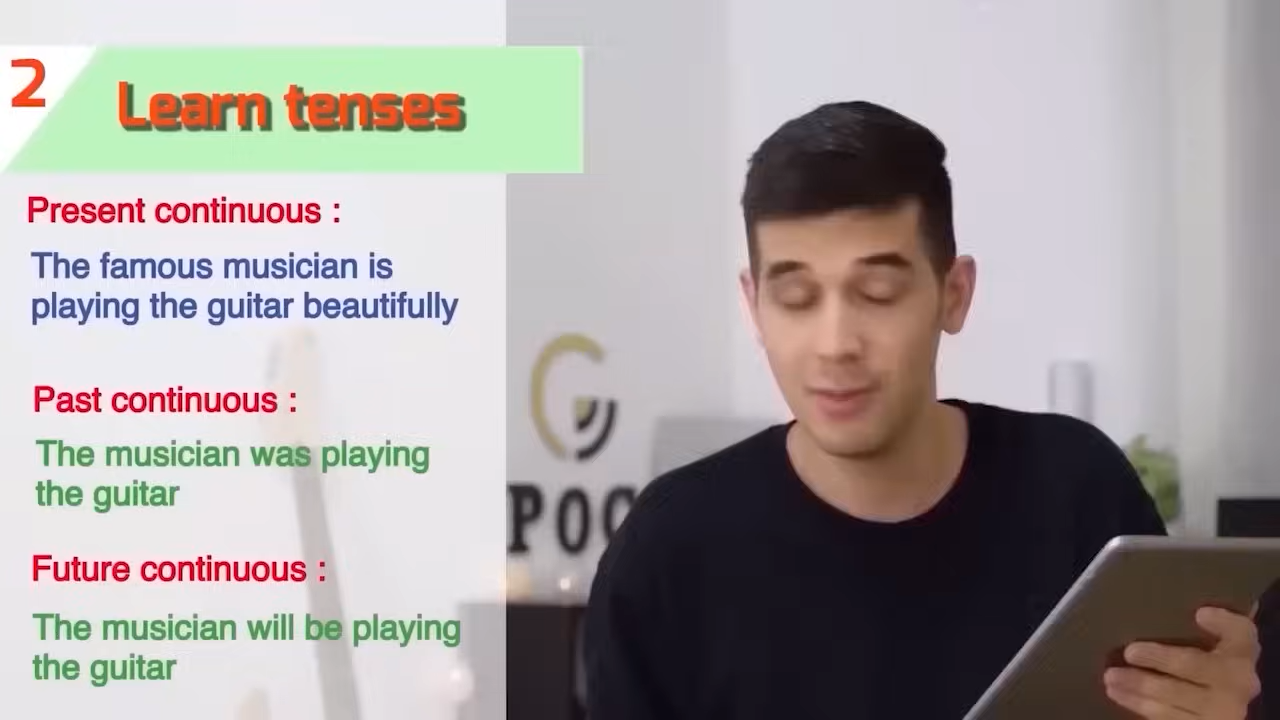 2
Learn tenses
Present continuous :
The famous musician is
playing the guitar beautifully
Past continuous :
The musician was playing
the guitar
Future continuous :
The musician will be playing
the guitar